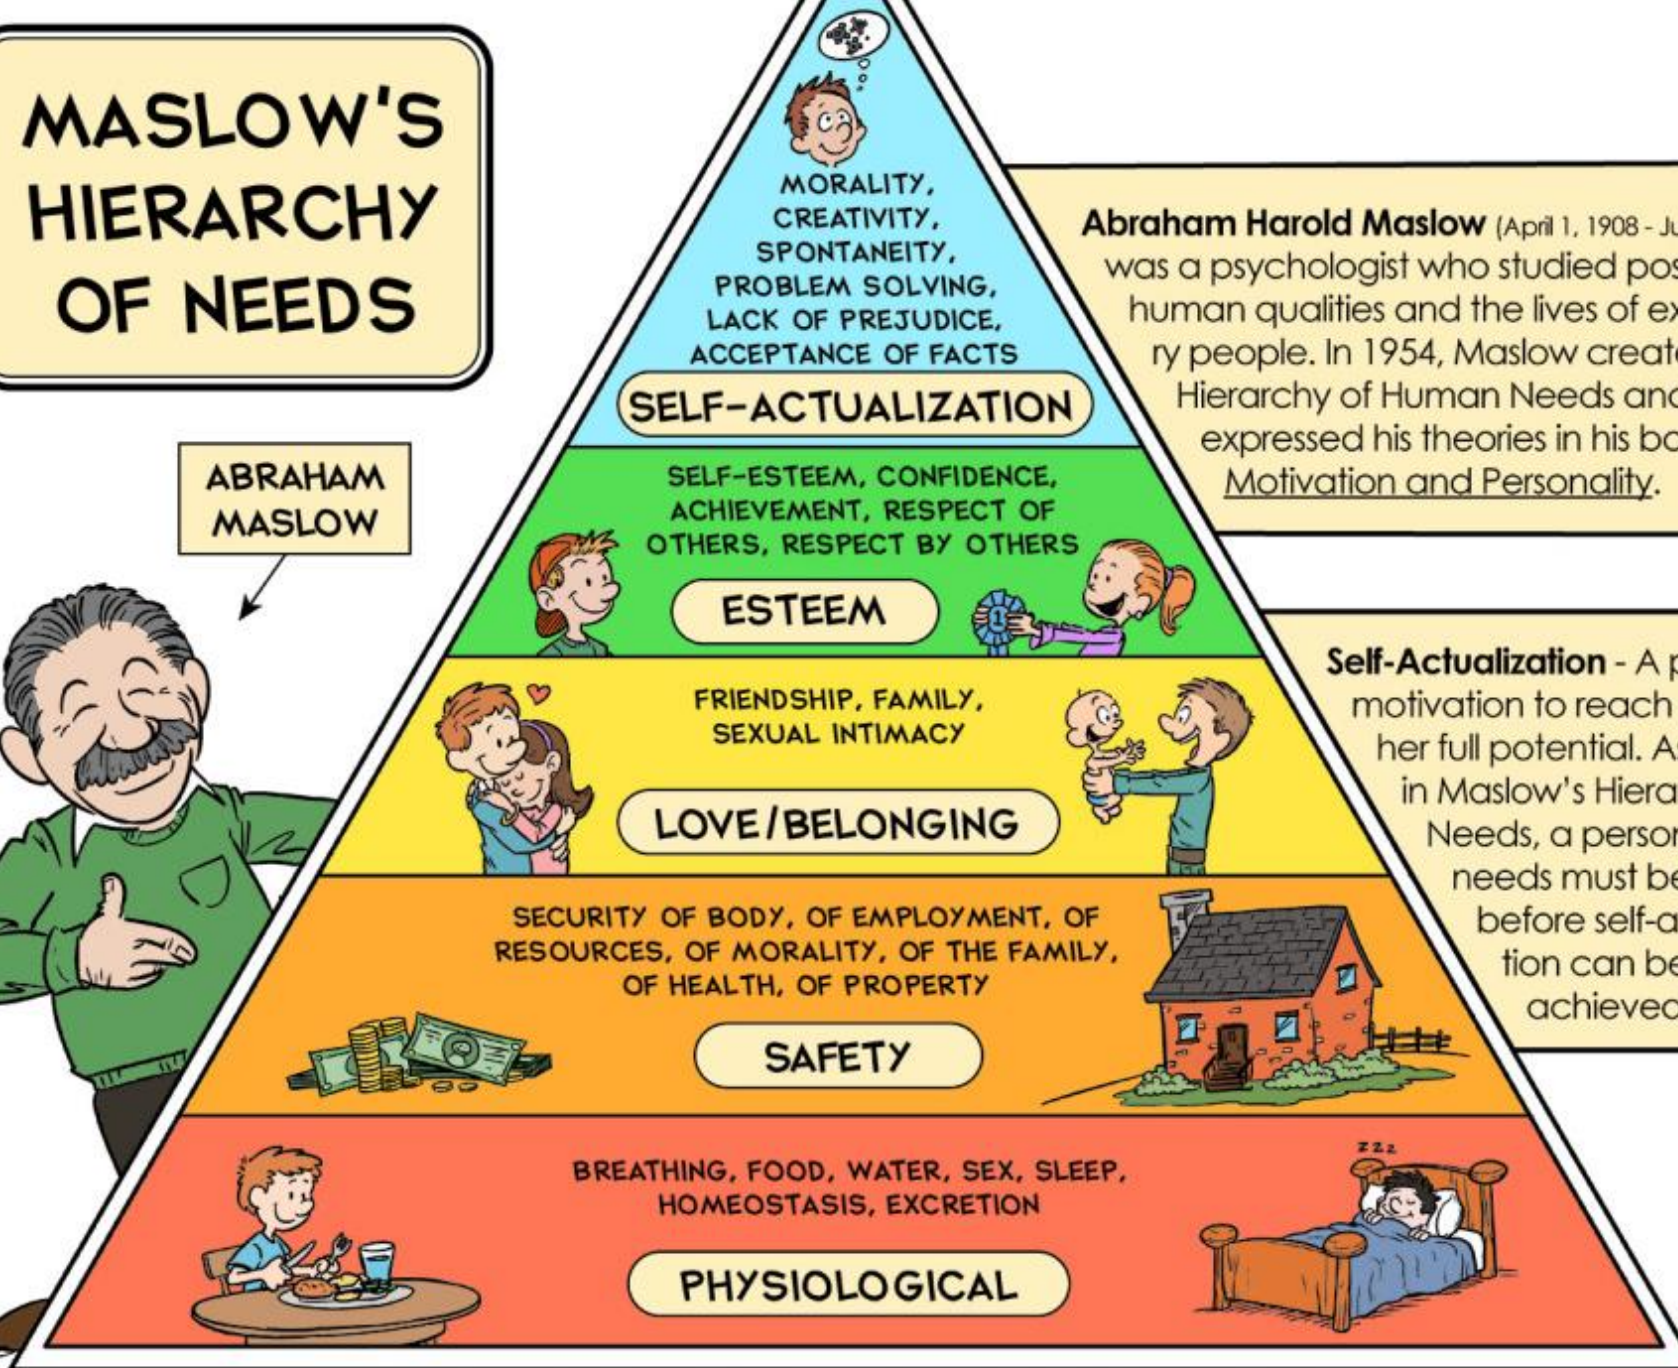 MASLOW'S
HIERARCHY
OF NEEDS
ABRAHAM
MASLOW
MORALITY,
CREATIVITY,
SPONTANEITY,
PROBLEM SOLVING,
LACK OF PREJUDICE,
ACCEPTANCE OF FACTS
SELF-ACTUALIZATION
SELF-ESTEEM, CONFIDENCE,
ACHIEVEMENT, RESPECT OF
OTHERS, RESPECT BY OTHERS
1
ESTEEM
FRIENDSHIP, FAMILY,
SEXUAL INTIMACY
LOVE/BELONGING
SECURITY OF BODY, OF EMPLOYMENT, OF
RESOURCES, OF MORALITY, OF THE FAMILY,
OF HEALTH, OF PROPERTY
SAFETY
BREATHING, FOOD, WATER, SEX, SLEEP,
HOMEOSTASIS, EXCRETION
zzz
PHYSIOLOGICAL
Abraham Harold Maslow (April 1, 1908 -
was a psychologist who studied
human qualities and the lives of
ry people. In 1954, Maslow
Hierarchy of Human Needs
expressed his theories in his
Motivation and Personality.
Self-Actualization - A
motivation to reach
her full potential.
in Maslow's
Needs, a
needs must
before
tion can